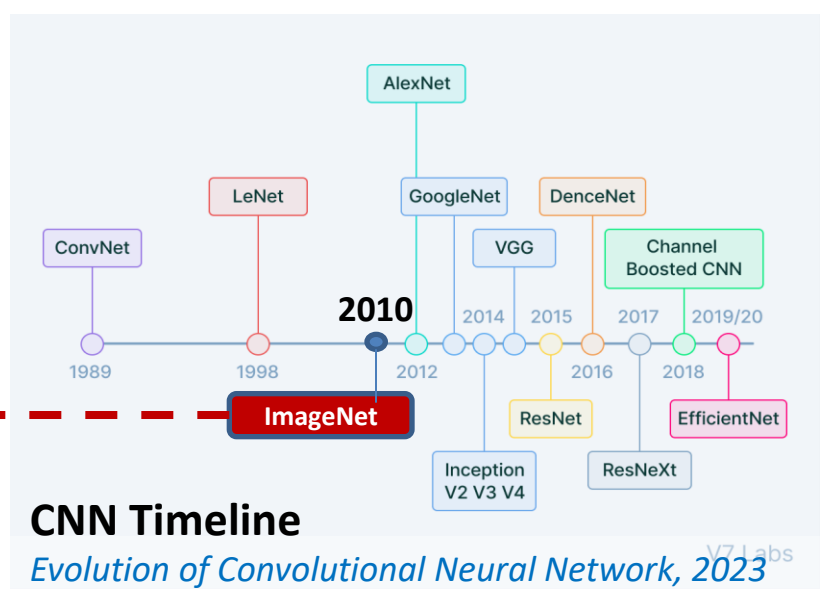 AlexNet
LeNet
GoogleNet
DenceNet
ConvNet
VGG
Channel
Boosted CNN
2010
2014
2015
2017
2019/20
1989
1998
2012
2016
2018
ImageNet
ResNet
EfficientNet
Inception
V2 V3 V4
ResNeXt
CNN Timeline
V7 Labs
Evolution of Convolutional Neural Network, 2023